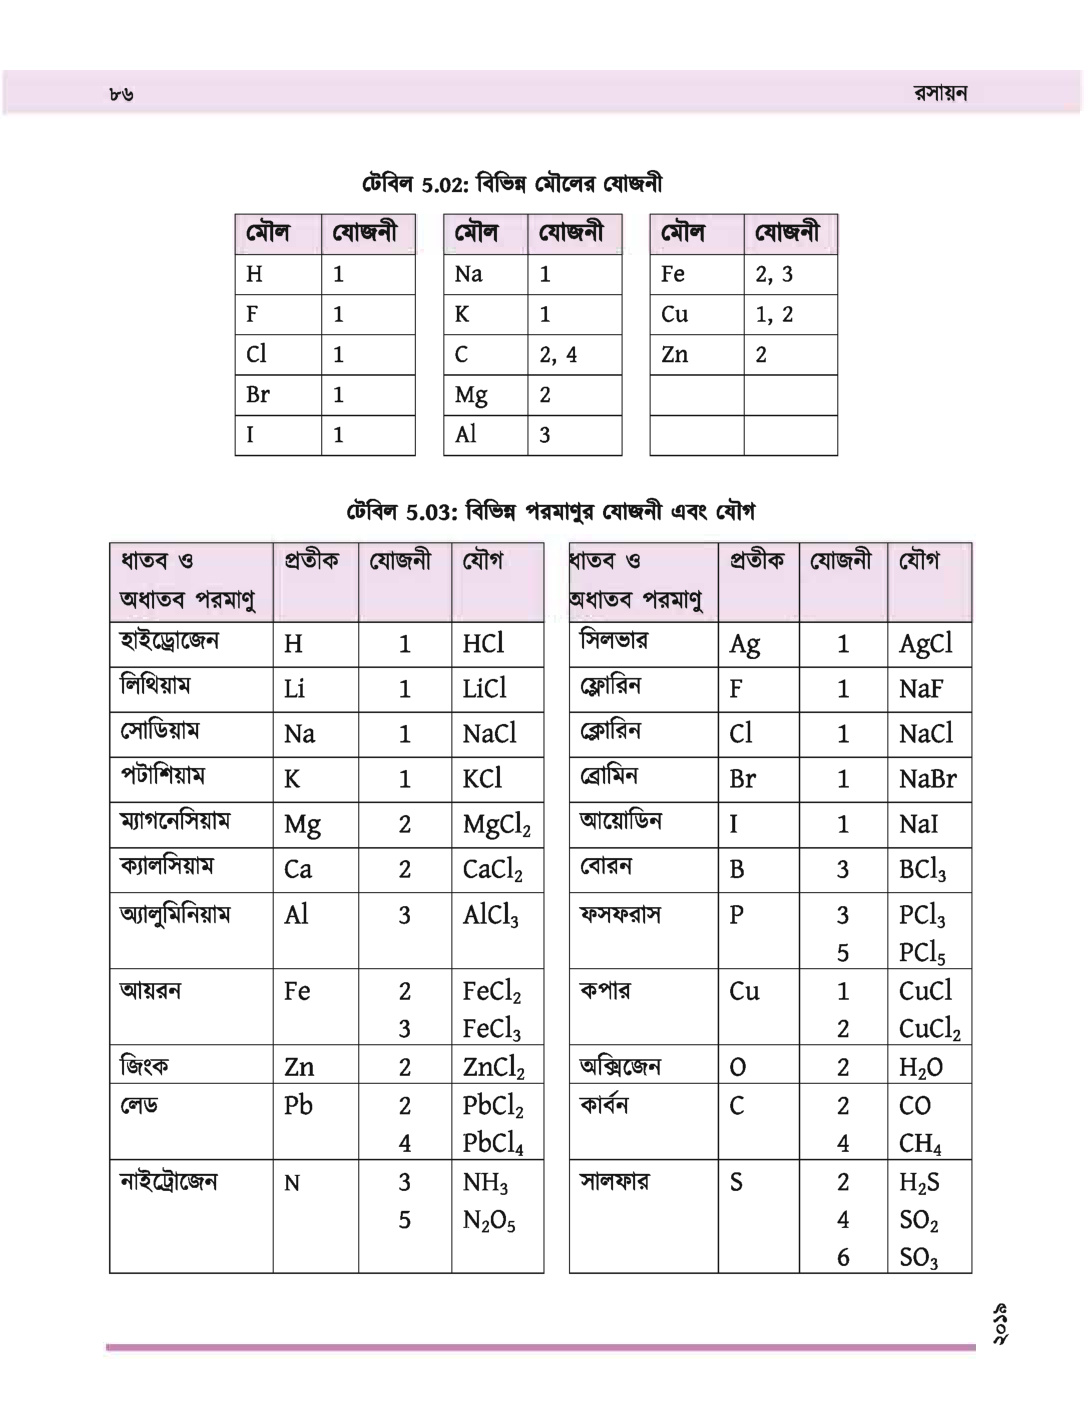 ৮৬ রসায়ন
টেবিল 5.02: বিভিন্ন মৌলের যোজনী
মৌল যোজনী মৌল যোজনী মৌল যোজনী
H 1 Na 1 Fe 2, 3
F 1 K 1 Cu 1, 2
Cl 1 C 2, 4 Zn 2
Br 1 Mg 2
I 1 Al 3
টেবিল 5.03: বিভিন্ন পরমাণুর যোজনী এবং যৌগ
ধাতব ও প্রতীক যোজনী যৌগ ধাতব ও প্রতীক যোজনী যৌগ
অধাতব পরমাণু অধাতব পরমাণু
হাইড্রোজেন H 1 HCl সিলভার Ag 1 AgCl
লিথিয়াম Li 1 LiCl ফ্লোরিন F 1 NaF
সোডিয়াম Na 1 NaCl ক্লোরিন Cl 1 NaCl
পটাশিয়াম K 1 KCl ব্রোমিন Br 1 NaBr
ম্যাগনেসিয়াম Mg 2 MgCl₂ আয়োডিন I 1 NaI
ক্যালসিয়াম Ca 2 CaCl₂ বোরন B 3 BCl₃
অ্যালুমিনিয়াম Al 3 AlCl₃ ফসফরাস P 3 PCl₃
5 PCl₅
আয়রন Fe 2 FeCl₂ কপার Cu 1 CuCl
3 FeCl₃ 2 CuCl₂
জিংক Zn 2 ZnCl₂ অক্সিজেন O 2 H₂O
লেড Pb 2 PbCl₂ কার্বন C 2 CO
4 PbCl₄ 4 CH₄
নাইট্রোজেন N 3 NH₃ সালফার S 2 H₂S
5 N₂O₅ 4 SO₂
6 SO₃
২০১৯